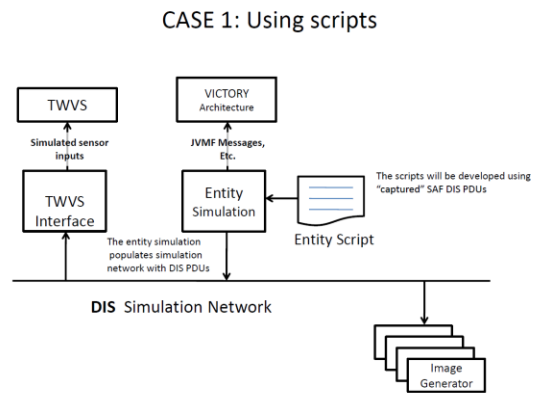 CASE 1: Using scripts
TWVS
VICTORY
Architecture
Simulated sensor
inputs
JVMF Messages,
Etc.
The scripts will be developed using
"captured" SAF DIS PDUs
TWVS
Interface
Entity
Simulation
Entity Script
The entity simulation
populates simulation
network with DIS PDUs
DIS Simulation Network
Image
Generator